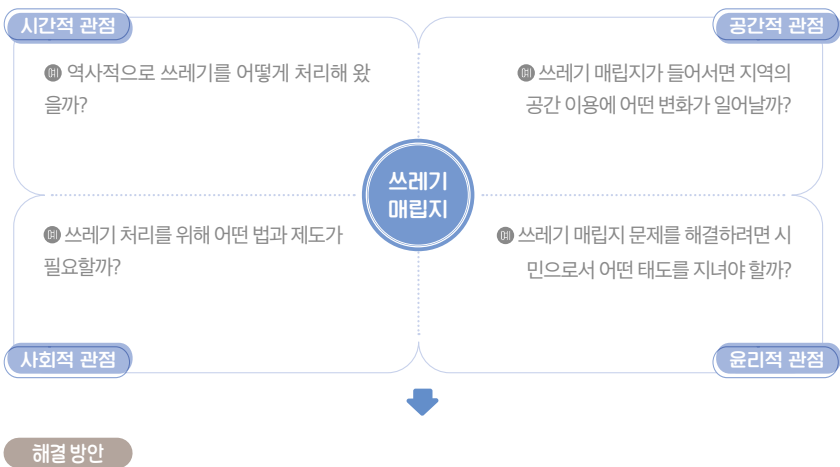 시간적 관점
예 역사적으로 쓰레기를 어떻게 처리해 왔
을까?
공간적 관점
예 쓰레기 매립지가 들어서면 지역의
공간 이용에 어떤 변화가 일어날까?
쓰레기
매립지
예 쓰레기 처리를 위해 어떤 법과 제도가
필요할까?
사회적 관점
예 쓰레기 매립지 문제를 해결하려면 시
민으로서 어떤 태도를 지녀야 할까?
윤리적 관점
해결 방안